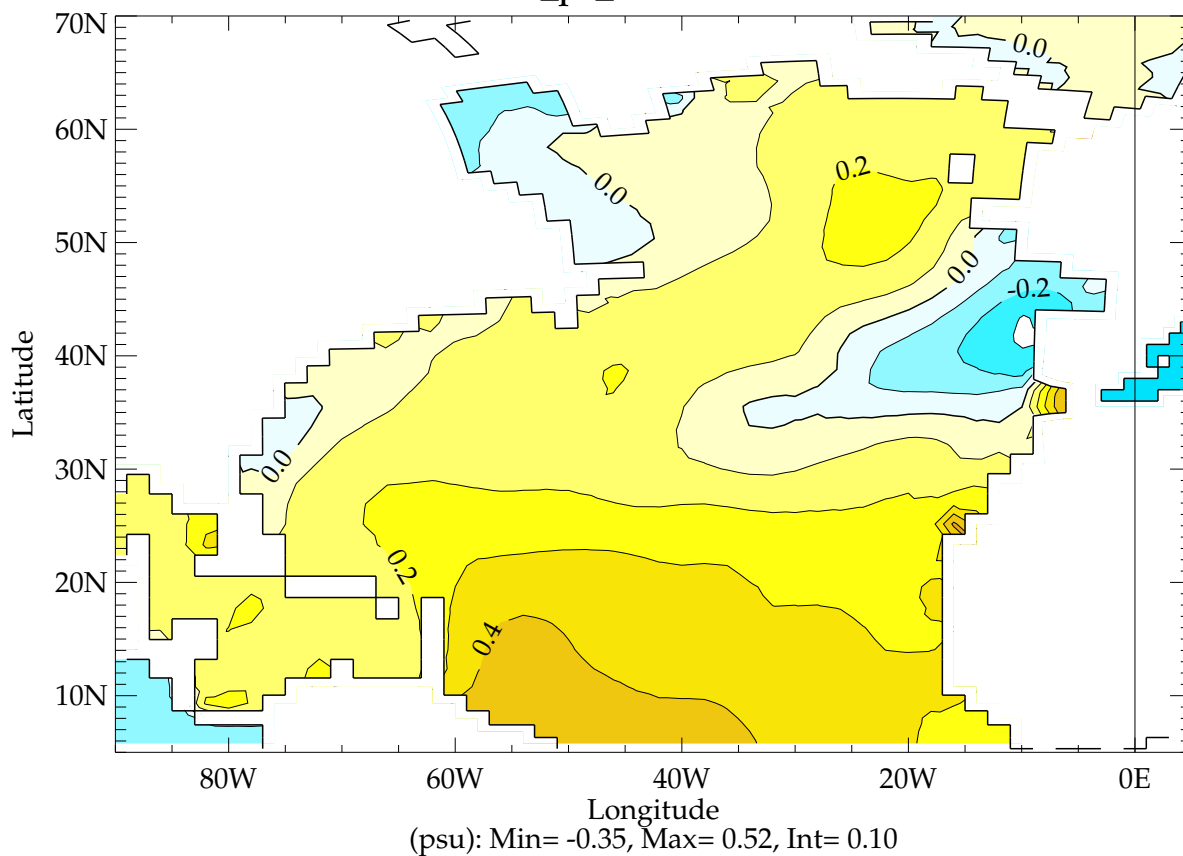 70N
60N
50N
40N
30N
20N
10N
Latitude
0.0
0.2
0.0
0.0
-0.2
0.0
0.2
0.4
80W
60W
40W
20W
0E
Longitude
(psu): Min= -0.35, Max= 0.52, Int= 0.10